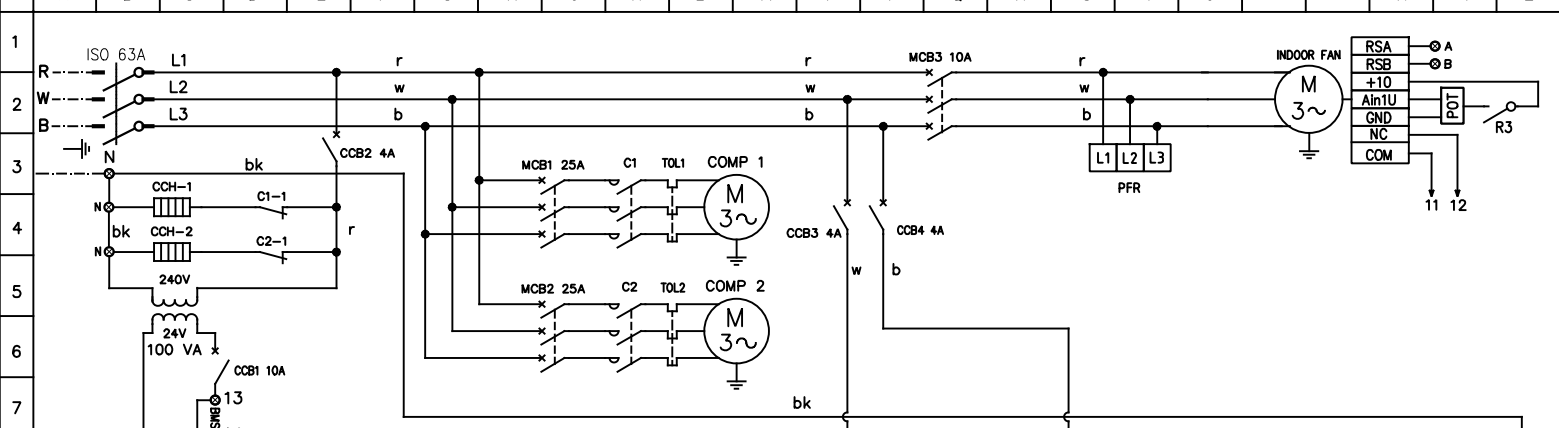 1
ISO 63A
L1
r
r
MCB3 10A
r
INDOOR FAN
RSA
A
R
RSB
B
L2
w
w
w
M
+10
2
W
3
AIn1U
POT
L3
b
b
b
GND
R3
B
NC
N
CCB2 4A
COM
3
bk
MCB1 25A
C1
TOL1
COMP 1
L1
L2
L3
PFR
CCH-1
C1-1
M
11
12
N
3
4
bk
CCH-2
C2-1
r
CCB3 4A
CCB4 4A
N
w
b
240V
5
MCB2 25A
C2
TOL2
COMP 2
M
24V
3
6
100 VA
CCB1 10A
13
7
bk
BMS